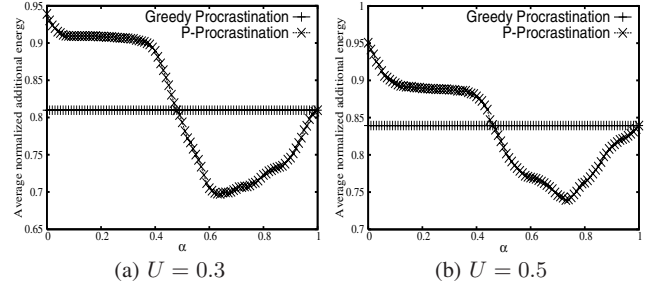 Average normalized additional energy
0.95
0.9
0.85
0.8
0.75
0.7
0.65
Greedy Procrastination
P-Procrastination
0 0.2 0.4 0.6 0.8 1
α
(a) U = 0.3
Average normalized additional energy
1
0.95
0.9
0.85
0.8
0.75
0.7
Greedy Procrastination
P-Procrastination
0 0.2 0.4 0.6 0.8 1
α
(b) U = 0.5